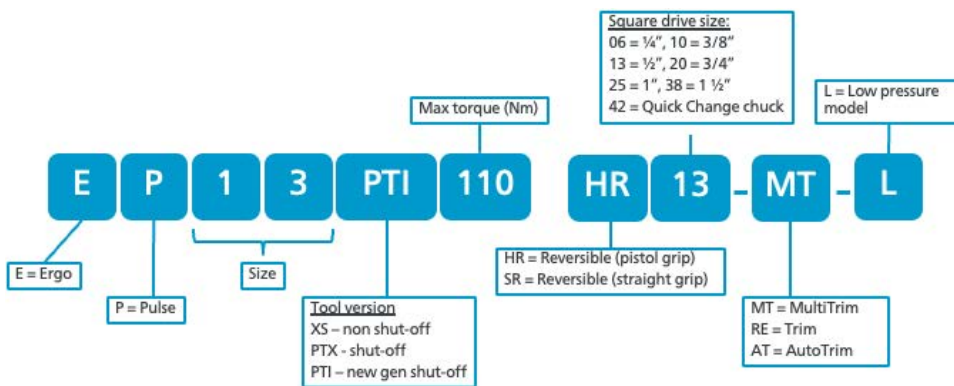 Square drive size:
06 = ¼”, 10 = 3/8”
13 = ½”, 20 = 3/4”
25 = 1”, 38 = 1 ½”
42 = Quick Change chuck
L = Low pressure
model
Max torque (Nm)
E P 1 3 PTI 110 HR 13 – MT – L
E = Ergo
P = Pulse
Size
Tool version
XS – non shut-off
PTX - shut-off
PTI – new gen shut-off
HR = Reversible (pistol grip)
SR = Reversible (straight grip)
MT = MultiTrim
RE = Trim
AT = AutoTrim